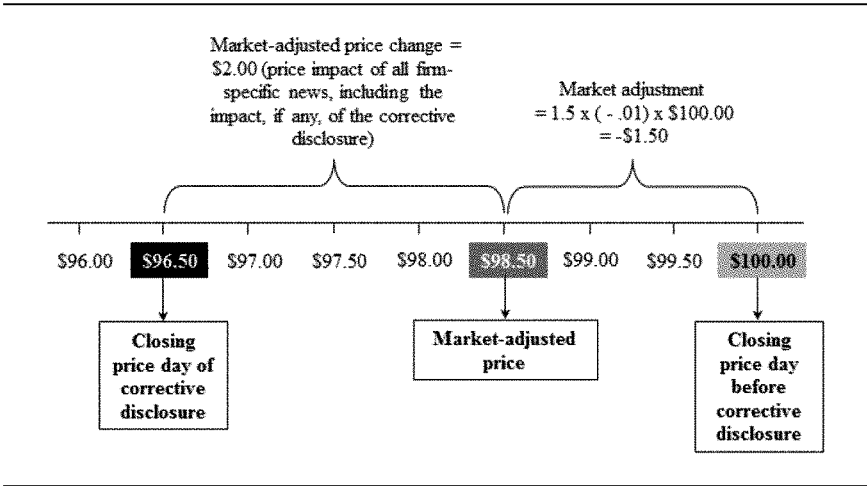 Market-adjusted price change =
$2.00 (price impact of all firm-
specific news, including the
impact, if any, of the corrective
disclosure)
Market adjustment
= 1.5 x ( - .01) x $100.00
= -$1.50
$96.00 $96.50 $97.00 $97.50 $98.00 $98.50 $99.00 $99.50 $100.00
Closing
price day of
corrective
disclosure
Market-adjusted
price
Closing
price day
before
corrective
disclosure